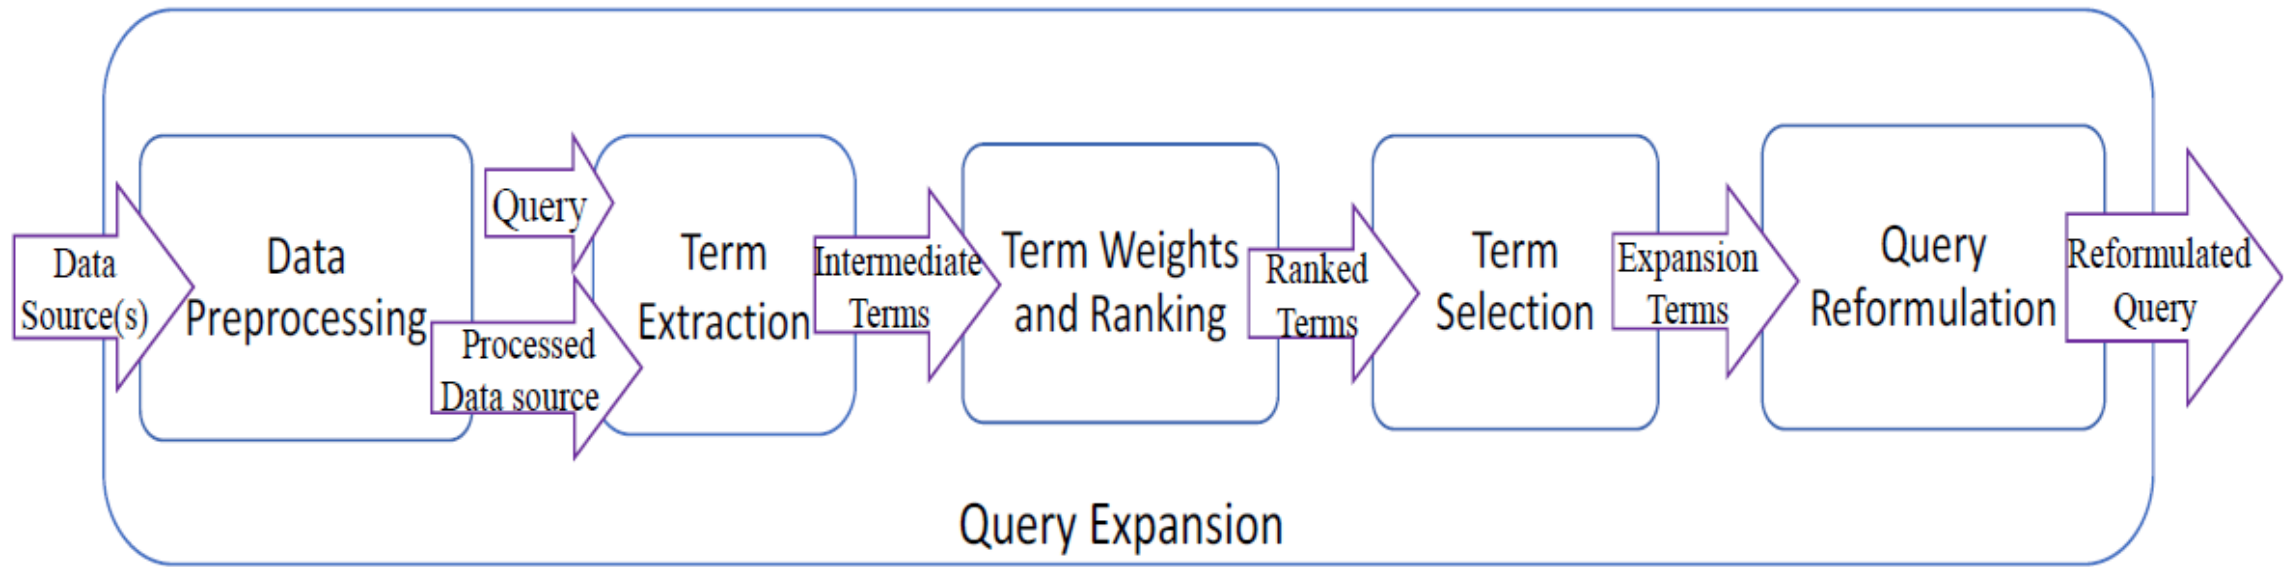 Data
Source(s)
Data
Preprocessing
Query
Processed
Data source
Term
Extraction
Intermediate
Terms
Term Weights
and Ranking
Ranked
Terms
Term
Selection
Expansion
Terms
Query
Reformulation
Reformulated
Query
Query Expansion